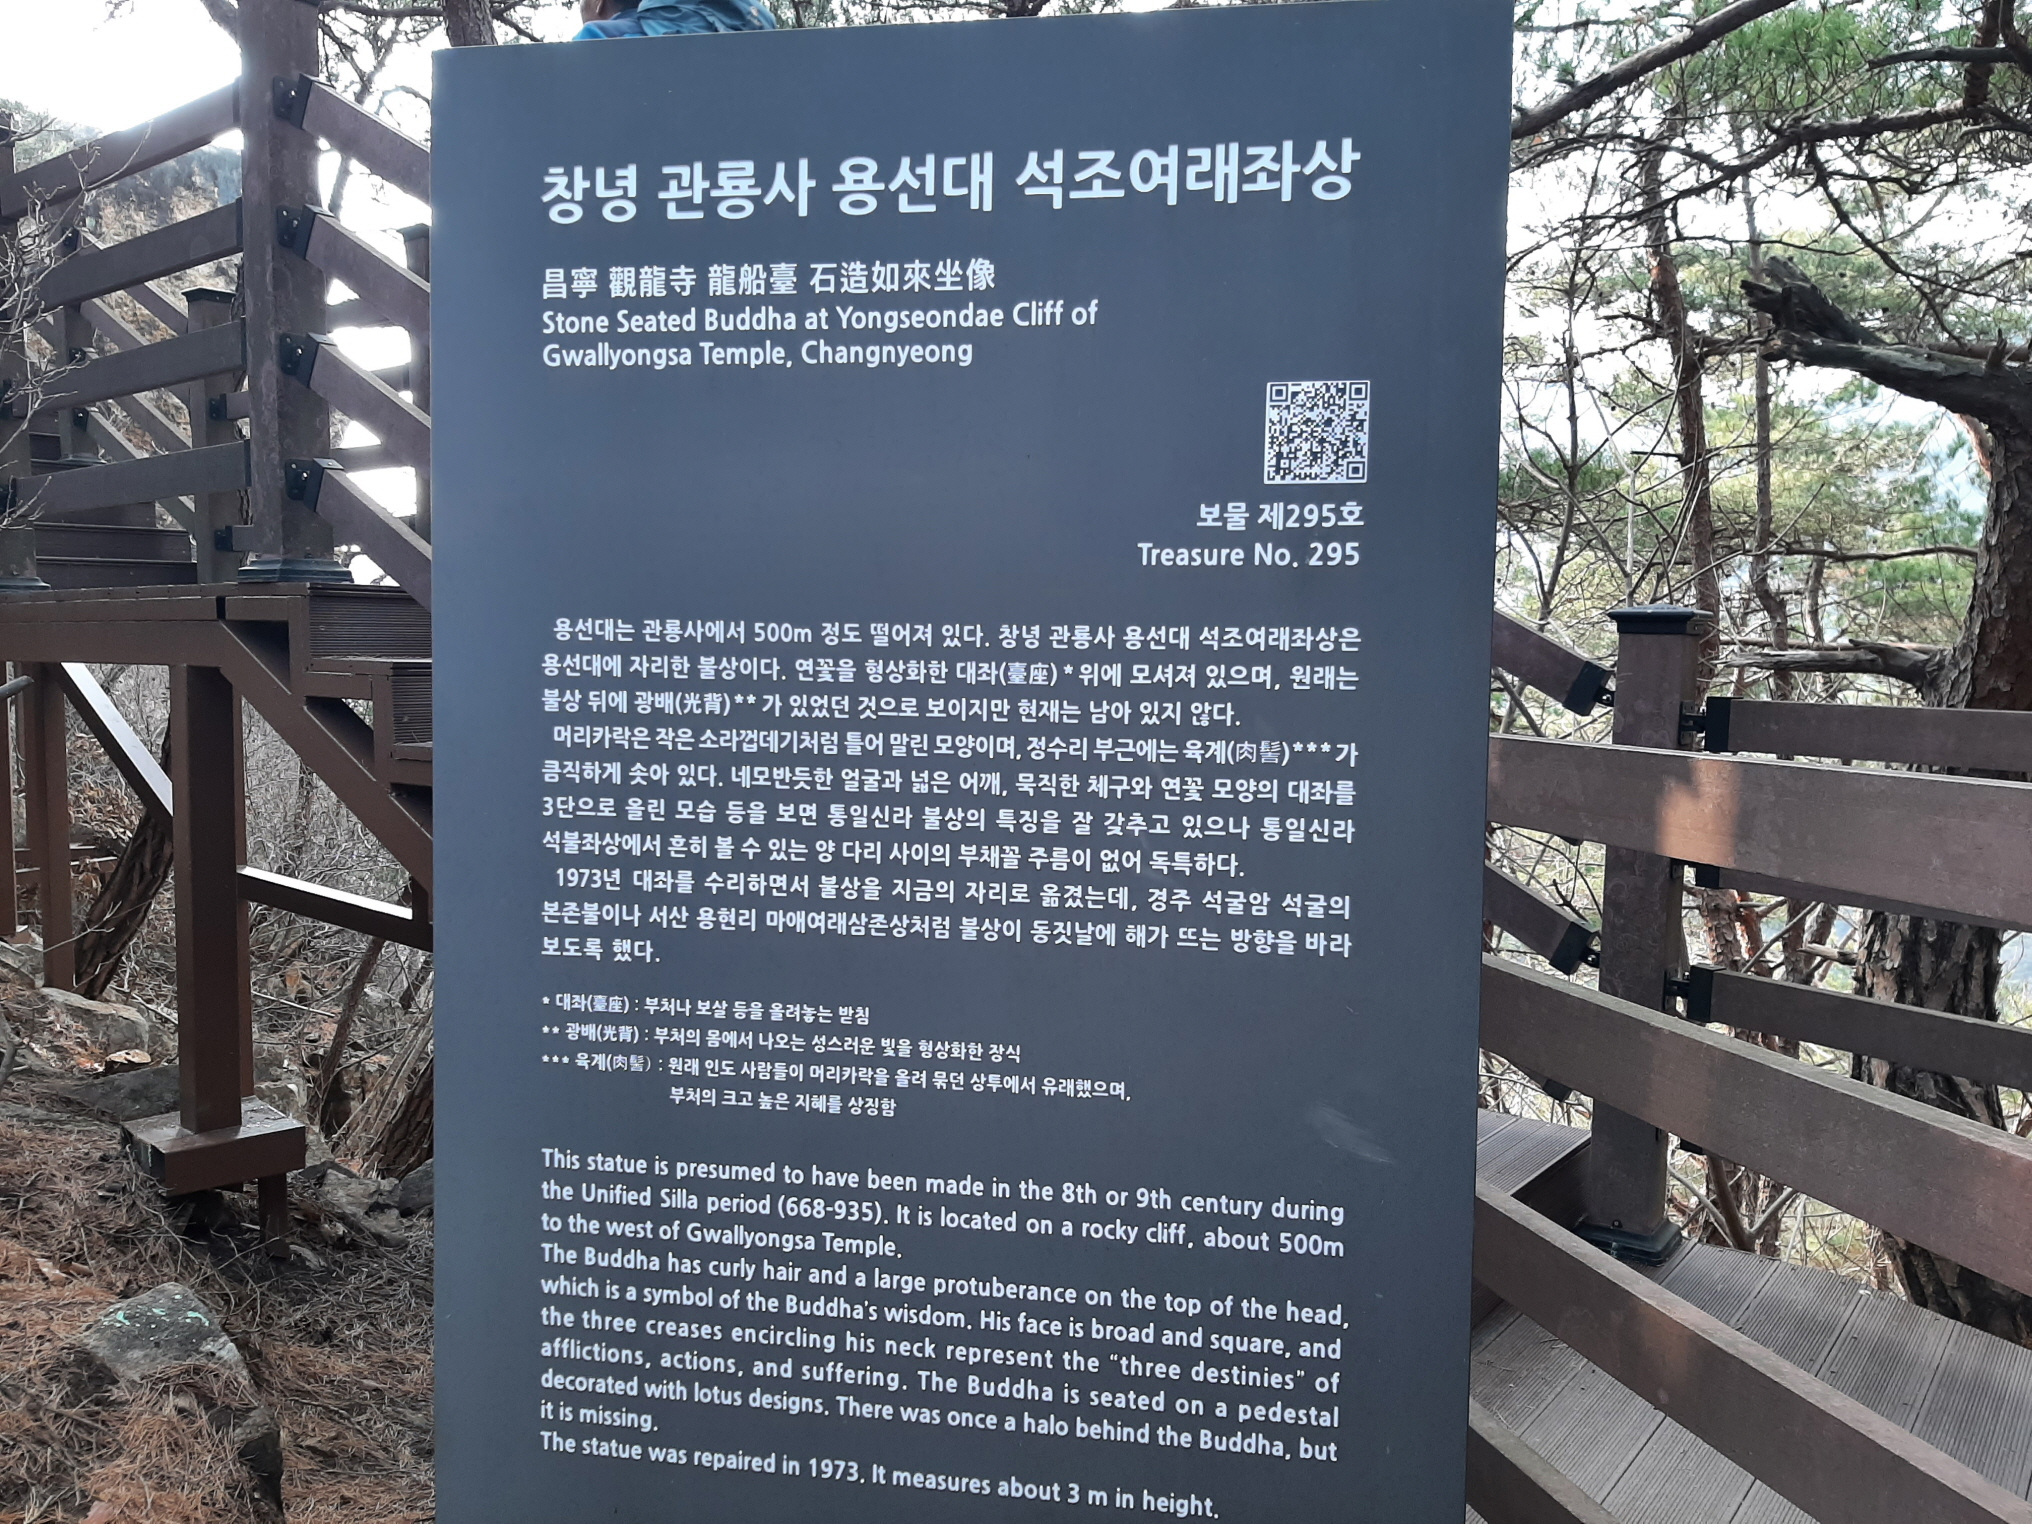 창녕 관룡사 용선대 석조여래좌상
昌寧 觀龍寺 龍船臺 石造如來坐像
Stone Seated Buddha at Yongseondae Cliff of
Gwallyongsa Temple, Changnyeong
보물 제295호
Treasure No. 295
용선대는 관룡사에서 500m 정도 떨어져 있다. 창녕 관룡사 용선대 석조여래좌상은
용선대에 자리한 불상이다. 연꽃을 형상화한 대좌(臺座)*위에 모셔져 있으며, 원래는
불상 뒤에 광배(光背)**가 있었던 것으로 보이지만 현재는 남아 있지 않다.
머리카락은 작은 소라껍데기처럼 틀어 말린 모양이며, 정수리 부근에는 육계(肉髻)***가
큼직하게 솟아 있다. 네모반듯한 얼굴과 넓은 어깨, 묵직한 체구와 연꽃 모양의 대좌를
3단으로 올린 모습 등을 보면 통일신라 불상의 특징을 잘 갖추고 있으나 통일신라
석불좌상에서 흔히 볼 수 있는 양 다리 사이의 부채꼴 주름이 없어 독특하다.
1973년 대좌를 수리하면서 불상을 지금의 자리로 옮겼는데, 경주 석굴암 석굴의
본존불이나 서산 용현리 마애여래삼존상처럼 불상이 동짓날에 해가 뜨는 방향을 바라
보도록 했다.
* 대좌(臺座) : 부처나 보살 등을 올려놓는 받침
** 광배(光背) : 부처의 몸에서 나오는 성스러운 빛을 형상화한 장식
*** 육계(肉髻) : 원래 인도 사람들이 머리카락을 올려 묶던 상투에서 유래했으며,
부처의 크고 높은 지혜를 상징함
This statue is presumed to have been made in the 8th or 9th century during
the Unified Silla period (668-935). It is located on a rocky cliff, about 500m
to the west of Gwallyongsa Temple.
The Buddha has curly hair and a large protuberance on the top of the head,
which is a symbol of the Buddha's wisdom. His face is broad and square, and
the three creases encircling his neck represent the “three destinies” of
afflictions, actions, and suffering. The Buddha is seated on a pedestal
decorated with lotus designs. There was once a halo behind the Buddha, but
it is missing.
The statue was repaired in 1973. It measures about 3 m in height.